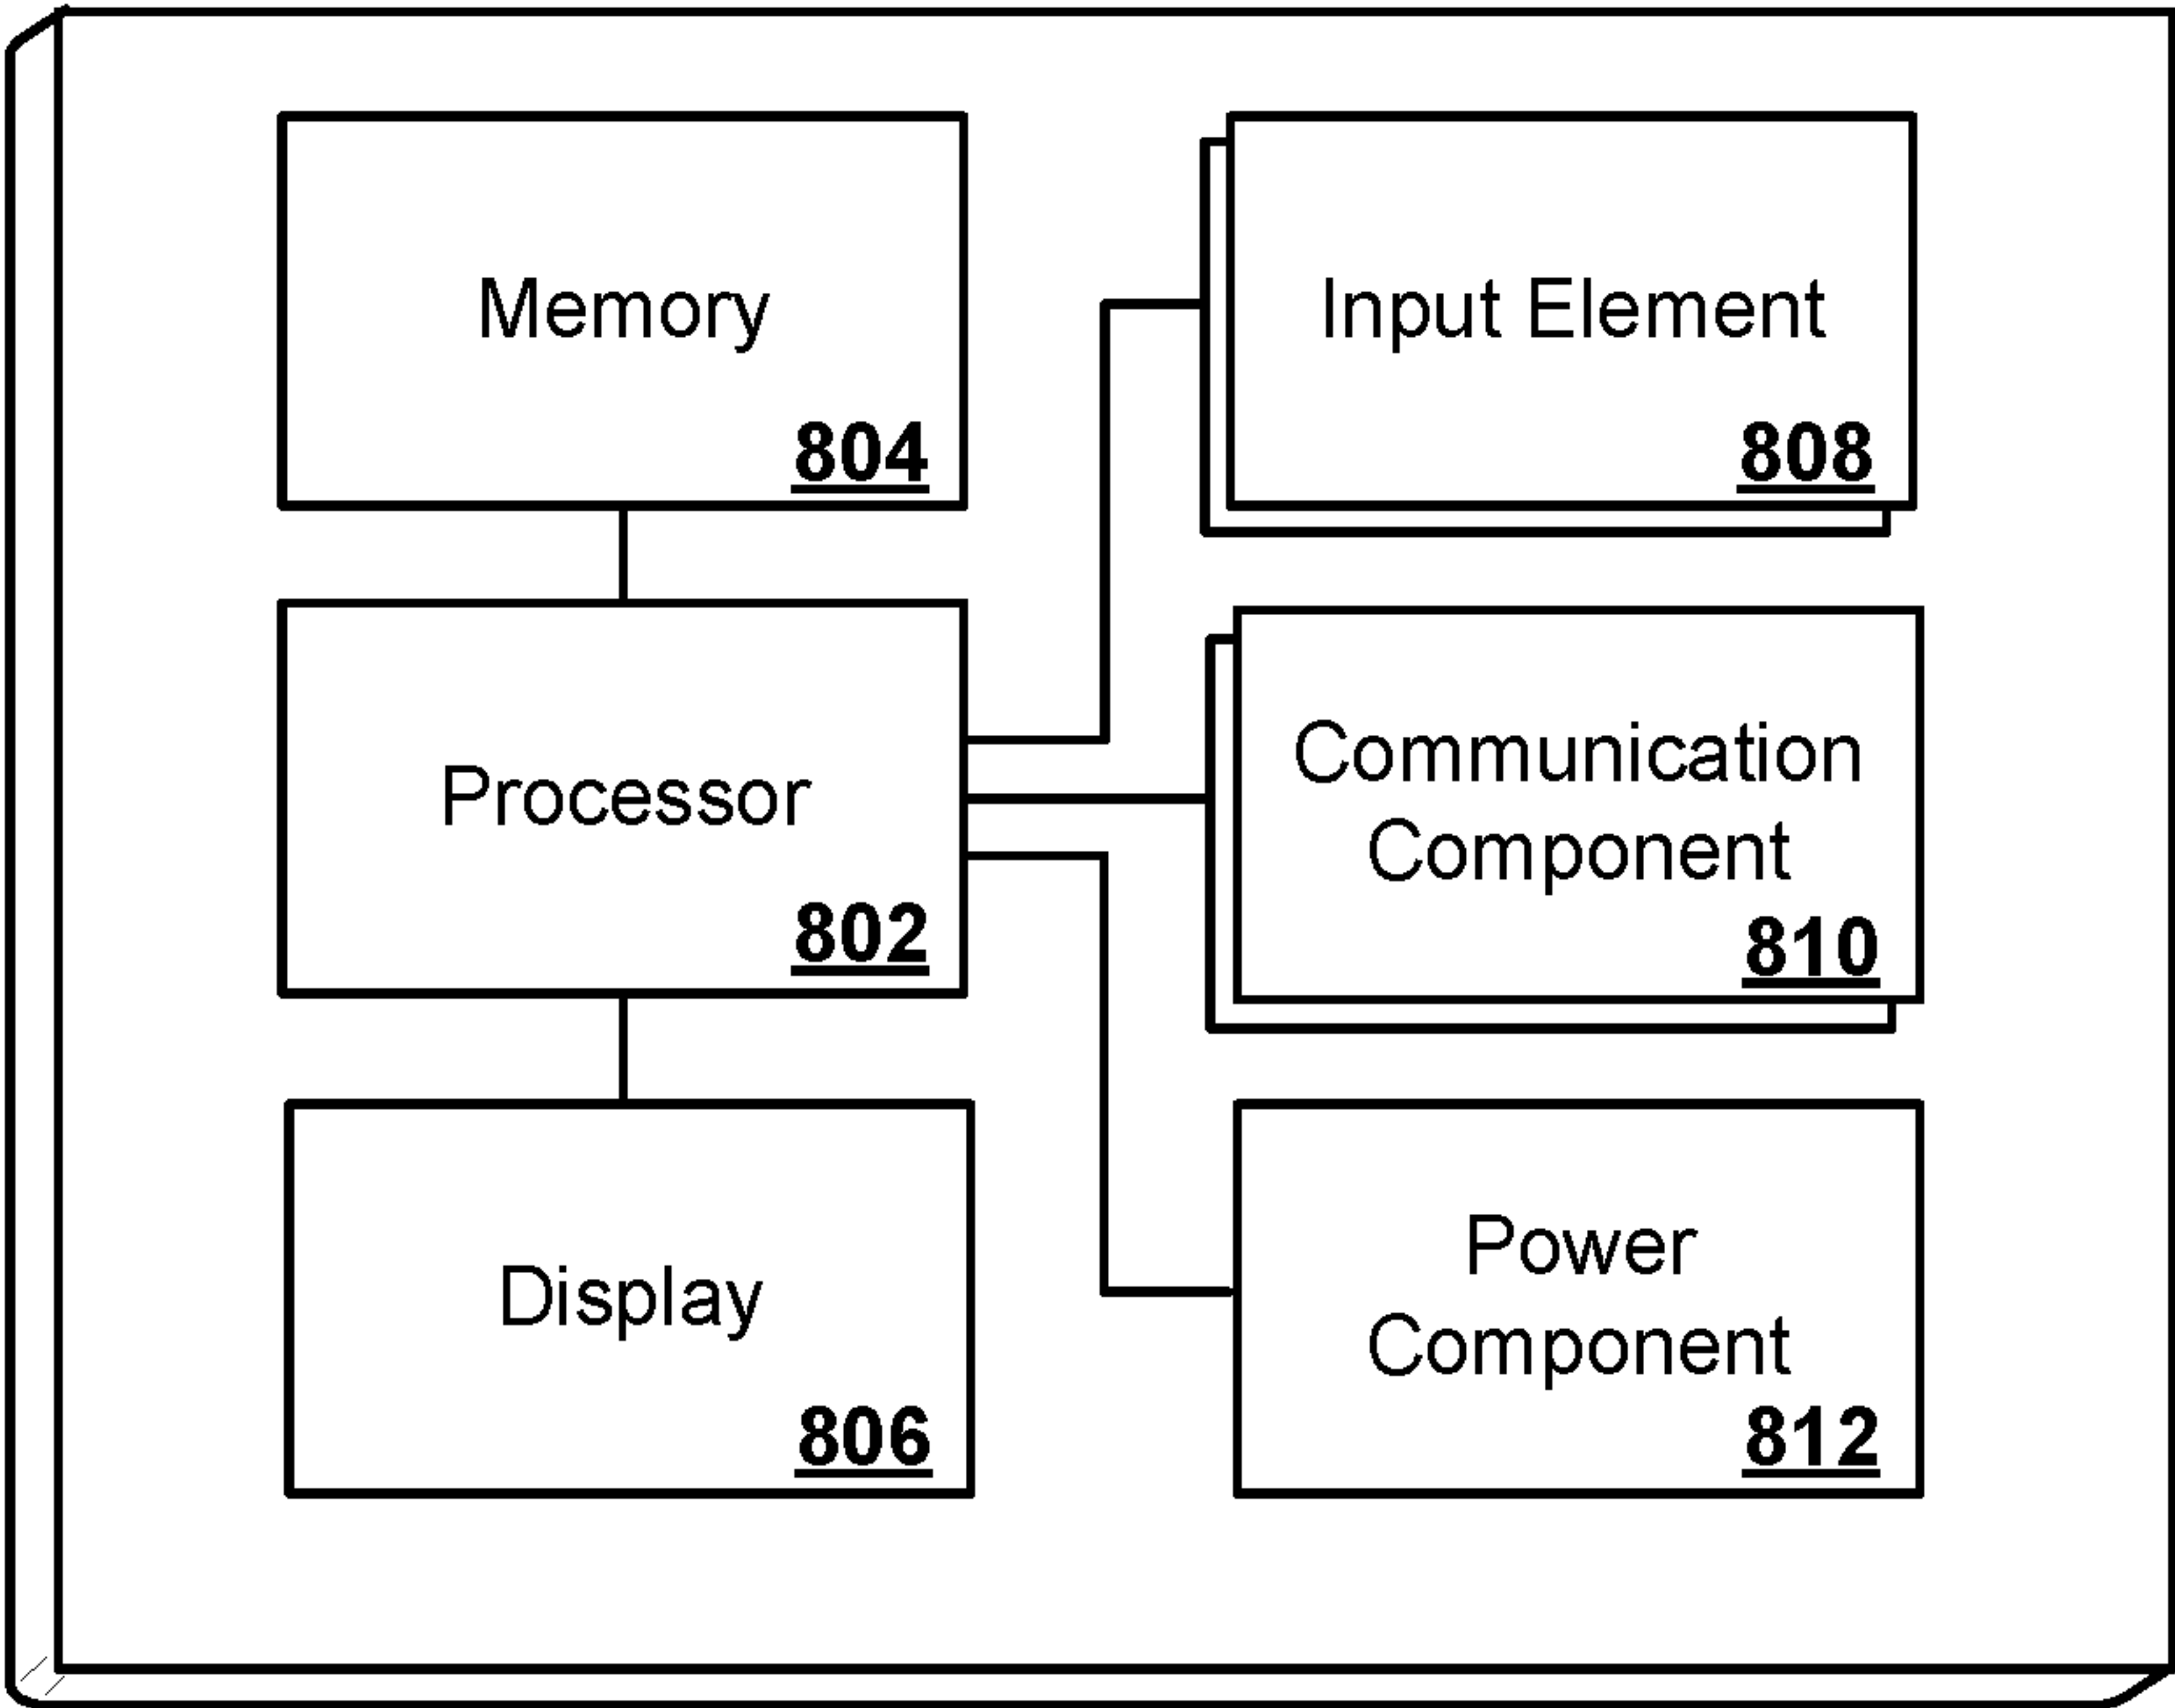 Memory
804
Input Element
808
Processor
802
Communication
Component
810
Display
806
Power
Component
812